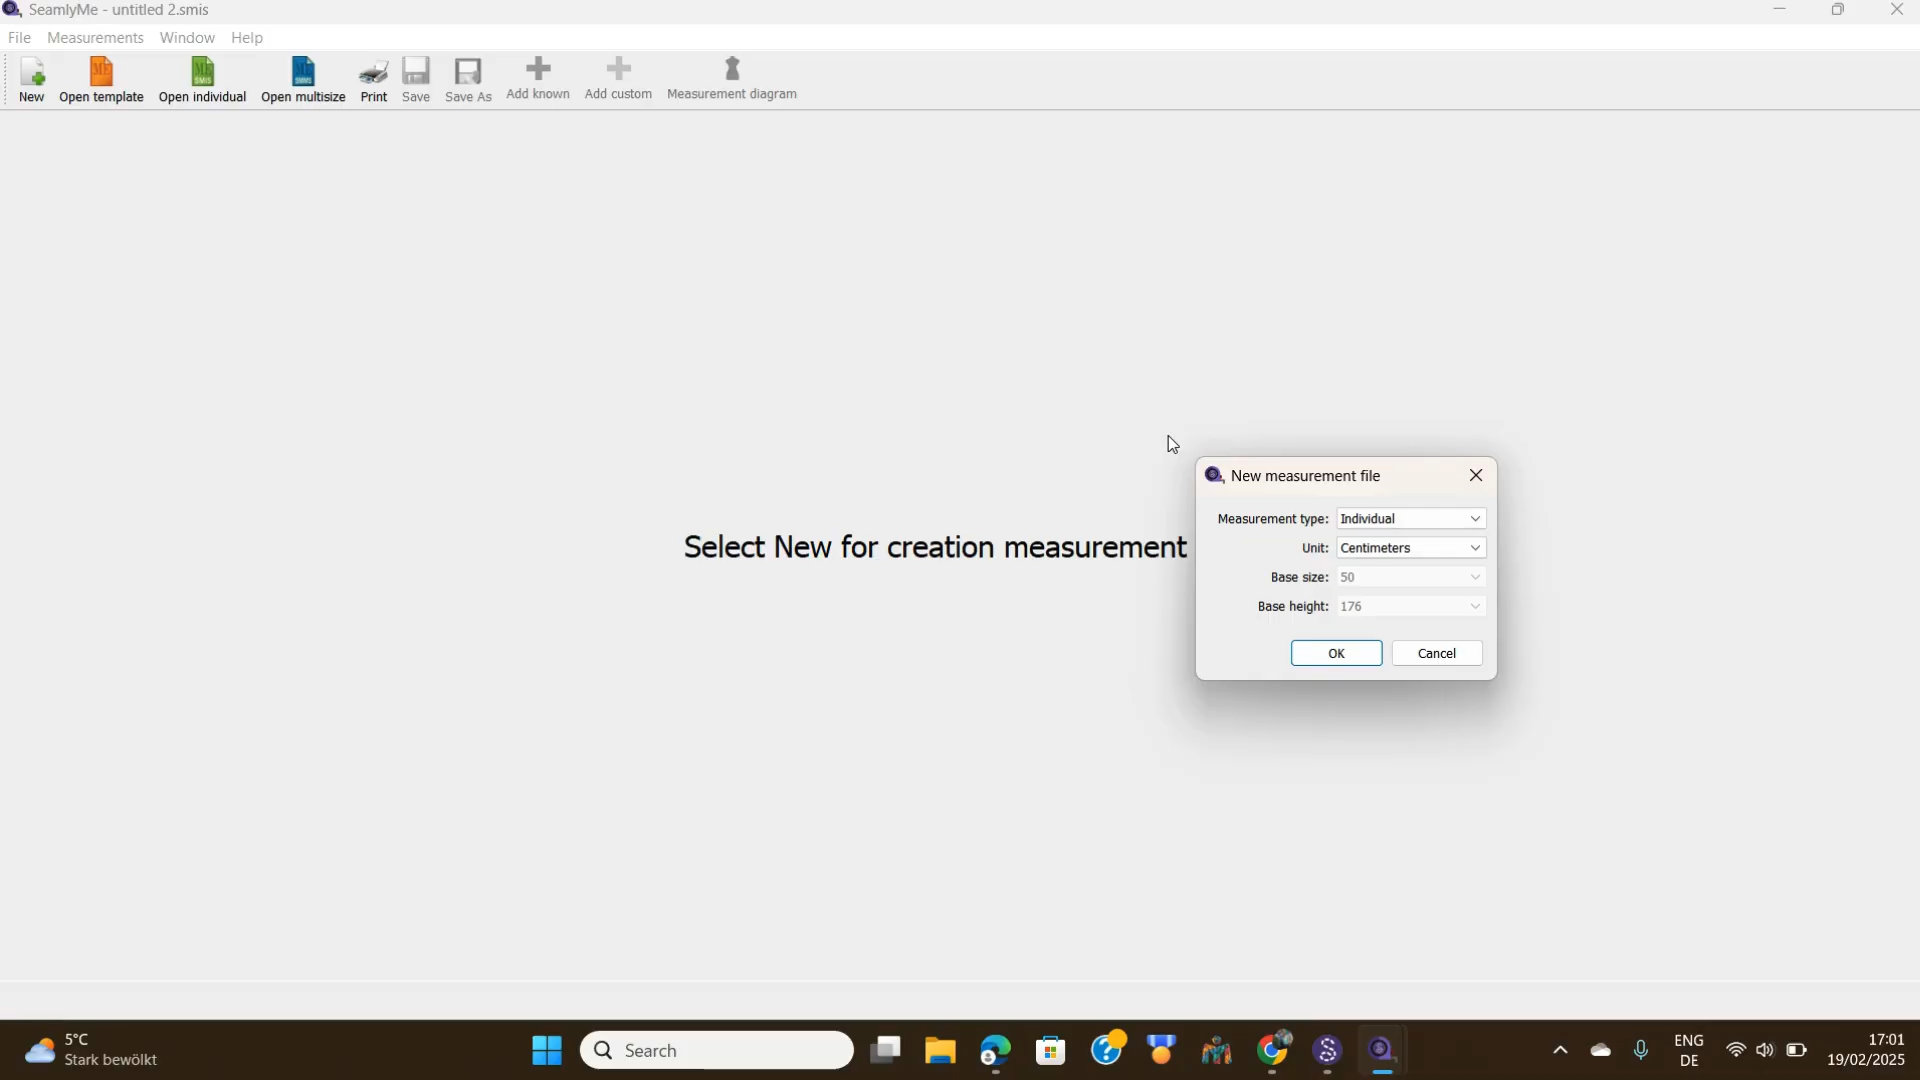 SeamlyMe - untitled 2.smis
File Measurements Window Help
New Open template Open individual Open multisize Print Save Save As Add known Add custom Measurement diagram
Select New for creation measurement
New measurement file
Measurement type: Individual
Unit: Centimeters
Base size: 50
Base height: 176
OK Cancel
5°C
Stark bewölkt
Search
ENG
DE
17:01
19/02/2025